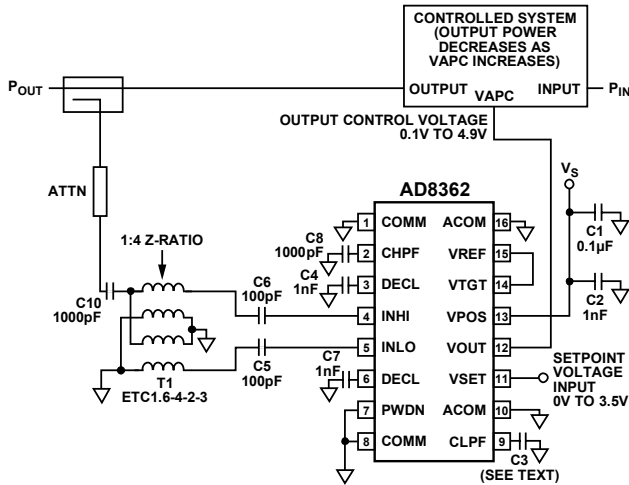 CONTROLLED SYSTEM
(OUTPUT POWER
DECREASES AS
VAPC INCREASES)
P_OUT
OUTPUT
VAPC
INPUT
P_IN
OUTPUT CONTROL VOLTAGE
0.1V TO 4.9V
V_S
ATTN
AD8362
C1
0.1µF
1:4 Z-RATIO
C8
1000pF
C4
1nF
C6
100pF
C10
1000pF
C2
1nF
1 COMM ACOM 16
2 CHPF VREF 15
3 DECL VTGT 14
4 INHI VPOS 13
5 INLO VOUT 12
6 DECL VSET 11
7 PWDN ACOM 10
8 COMM CLPF 9
T1
ETC1.6-4-2-3
C5
100pF
C7
1nF
SETPOINT
VOLTAGE
INPUT
0V TO 3.5V
C3
(SEE TEXT)